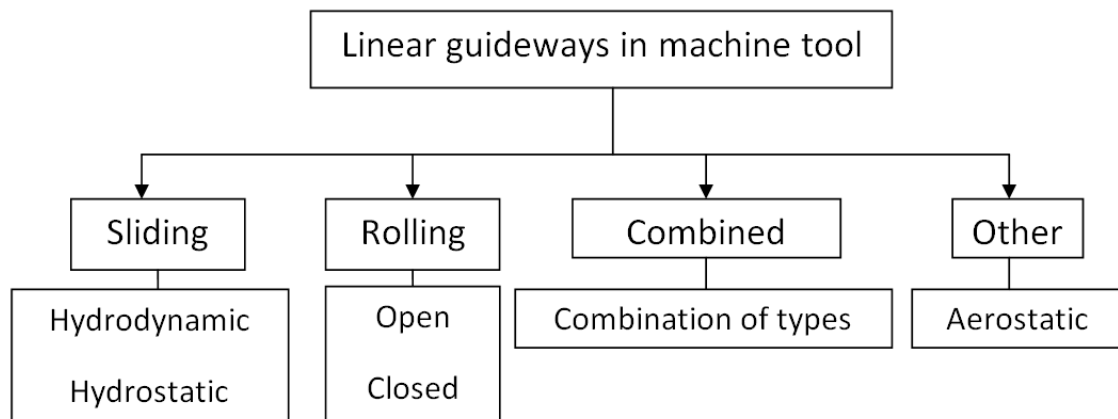 Linear guideways in machine tool
Sliding
Rolling
Combined
Other
Hydrodynamic
Hydrostatic
Open
Closed
Combination of types
Aerostatic